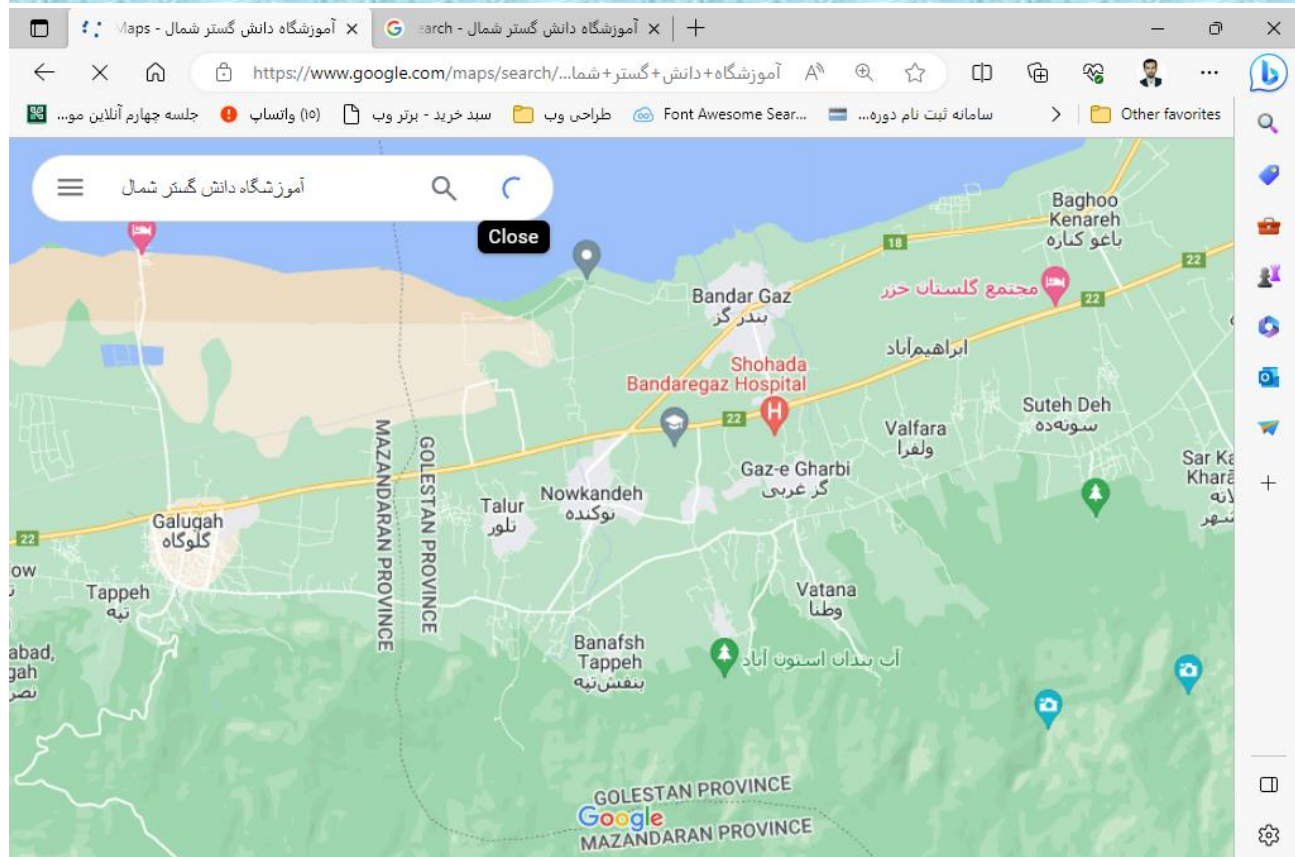 آموزشگاه دانش گستر شمال - Maps
آموزشگاه دانش گستر شمال - earch
https://www.google.com/maps/search/آموزشگاه+دانش+گستر+شما...
جلسه چهارم آنلاین مو...
(۱۵) واتساپ
سبد خرید - برتر وب
طراحی وب
Font Awesome Sear...
سامانه ثبت نام دوره...
Other favorites
آموزشگاه دانش گستر شمال
Close
Baghoo
Kenareh
باغو کناره
18
22
مجتمع گلستان خزر
22
Bandar Gaz
بندر گز
ابراهیم‌آباد
Shohada
Bandaregaz Hospital
H
22
Suteh Deh
سوته‌ده
Valfara
ولفرا
MAZANDARAN PROVINCE
GOLESTAN PROVINCE
Gaz-e Gharbi
گز غربی
Sar Ka
Khara
Talur
تلور
Nowkandeh
نوکنده
Galugah
گلوگاه
22
ow
Tappeh
تپه
Vatana
وطنا
abad,
gah
نصر
Banafsh
Tappeh
بنفش‌تپه
آب بندان استون آباد
GOLESTAN PROVINCE
Google
MAZANDARAN PROVINCE